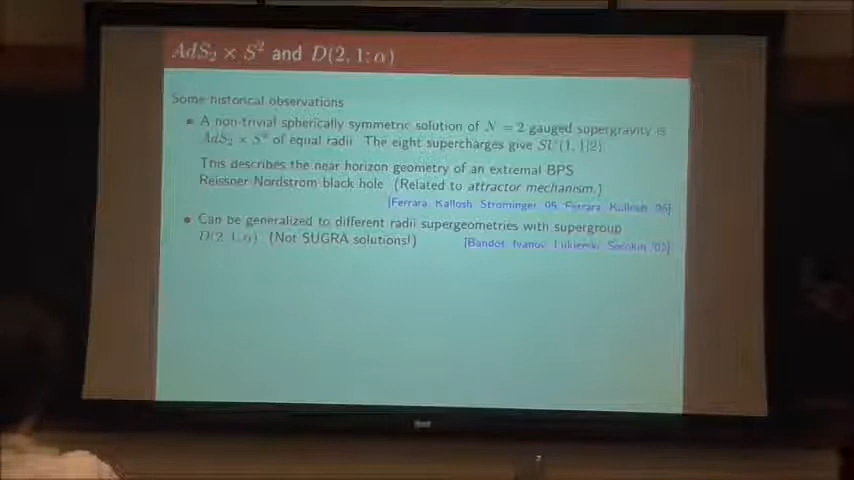 AdS₂ × S² and D(2, 1; α)
Some historical observations
• A non-trivial spherically symmetric solution of N = 2 gauged supergravity is
AdS₂ × S² of equal radii. The eight supercharges give SU(1, 1|2)
This describes the near horizon geometry of an extremal BPS
Reissner Nordstrom black hole (Related to attractor mechanism.)
[Ferrara, Kallosh, Strominger '95, Ferrara, Kallosh '96]
• Can be generalized to different radii supergeometries with supergroup
D(2, 1; α) (Not SUGRA solutions!) [Bandos, Ivanov, Lukierski, Sorokin '02]